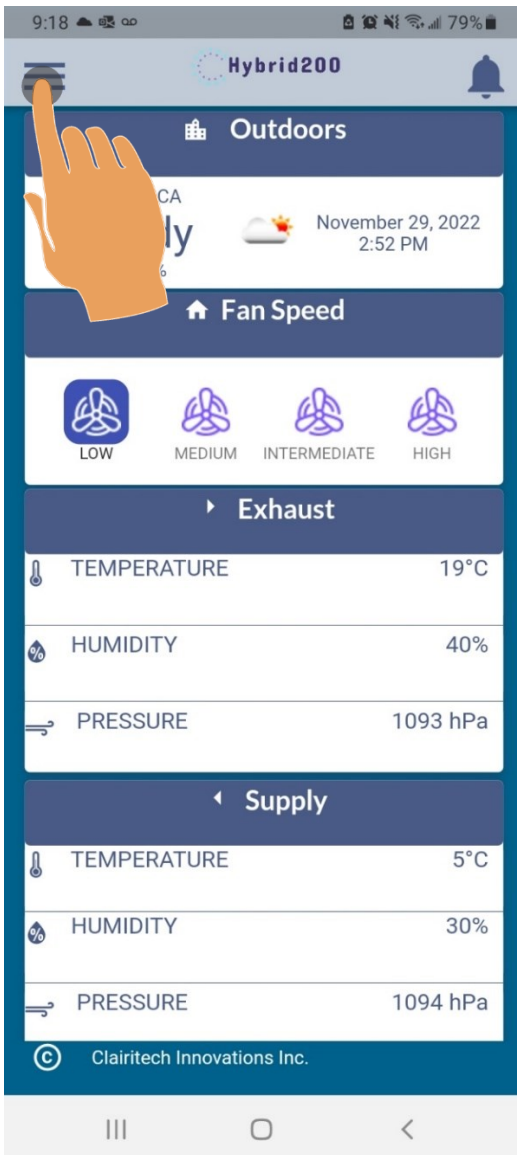 9:18
79%
Hybrid200
Outdoors
CA
November 29, 2022
2:52 PM
%
Fan Speed
LOW MEDIUM INTERMEDIATE HIGH
Exhaust
TEMPERATURE 19°C
% HUMIDITY 40%
PRESSURE 1093 hPa
Supply
TEMPERATURE 5°C
% HUMIDITY 30%
PRESSURE 1094 hPa
© Clairitech Innovations Inc.